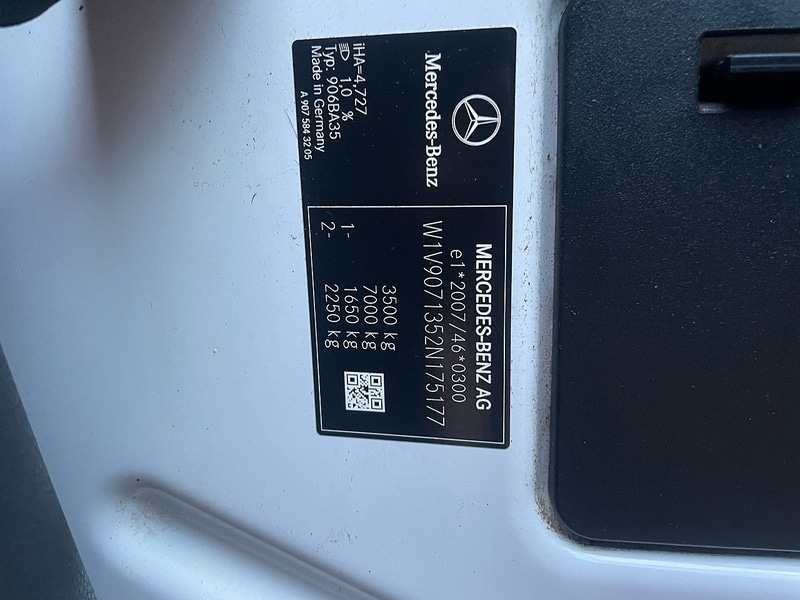 Mercedes-Benz
iHA=4,727
1,0 %
Typ: 906BA35
Made in Germany
A 907 584 32 05
MERCEDES-BENZ AG
e1*2007/46*0300
W1V9071352N175177
3500 kg
7000 kg
1- 1650 kg
2- 2250 kg